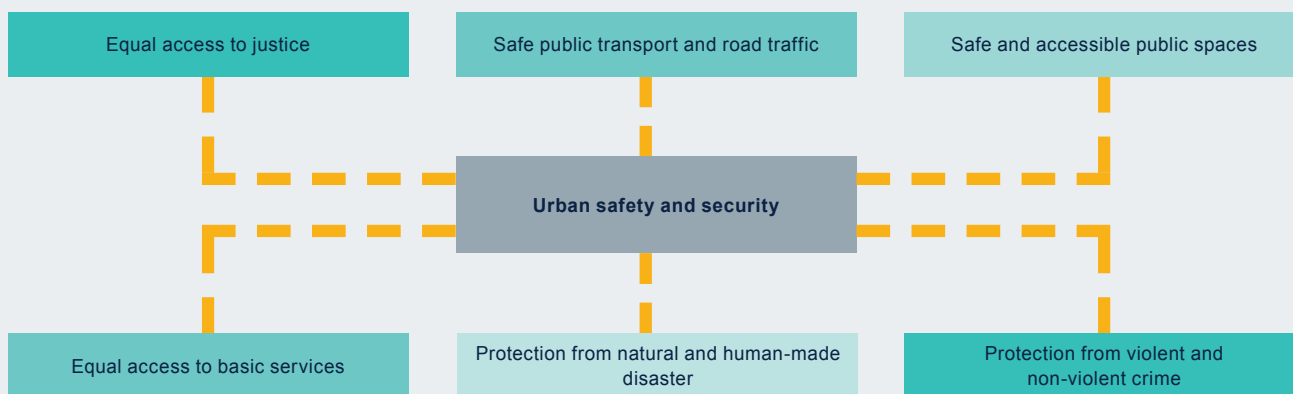 Equal access to justice
Safe public transport and road traffic
Safe and accessible public spaces
Urban safety and security
Equal access to basic services
Protection from natural and human-made
disaster
Protection from violent and
non-violent crime